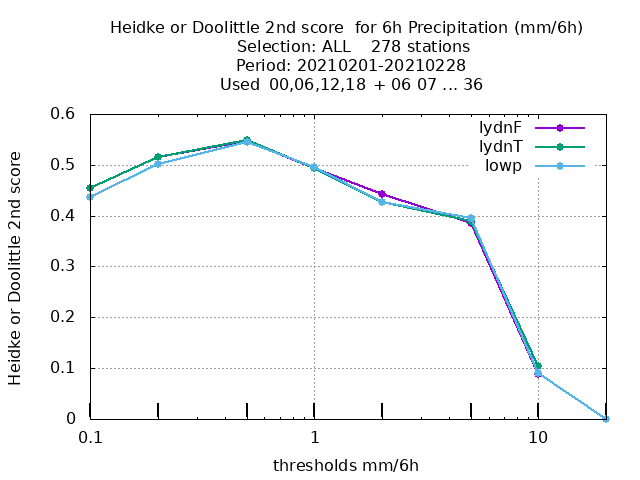 Heidke or Doolittle 2nd score  for 6h Precipitation (mm/6h)
Selection: ALL    278 stations
Period: 20210201-20210228
Used  00,06,12,18  + 06 07 ... 36
lydnF
lydnT
lowp
Heidke or Doolittle 2nd score
0.6
0.5
0.4
0.3
0.2
0.1
0
0.1
1
10
thresholds mm/6h